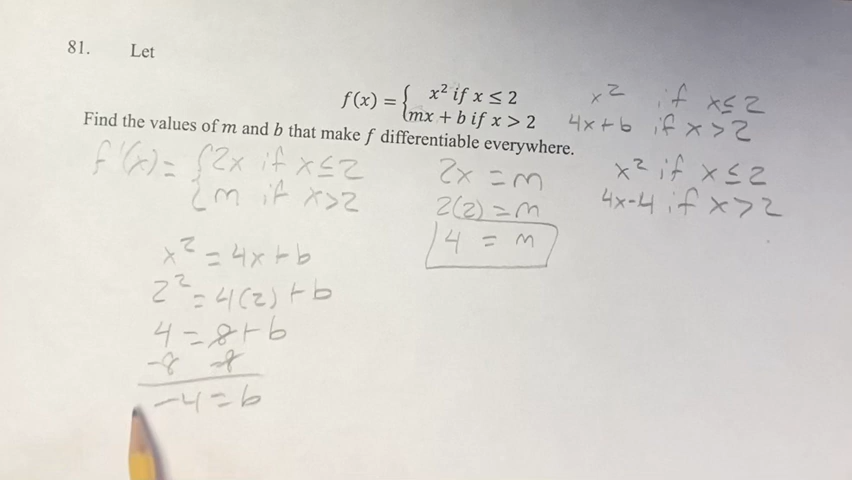 81. Let
f(x) = { x² if x ≤ 2
mx + b if x > 2
Find the values of m and b that make f differentiable everywhere.
x² if x ≤ 2
4x + b if x > 2
f'(x) = { 2x if x ≤ 2
{ m if x > 2
2x = m
2(2) = m
4 = m
x² if x ≤ 2
4x - 4 if x > 2
x² = 4x + b
2² = 4(2) + b
4 = 8 + b
-8 -8
-4 = b